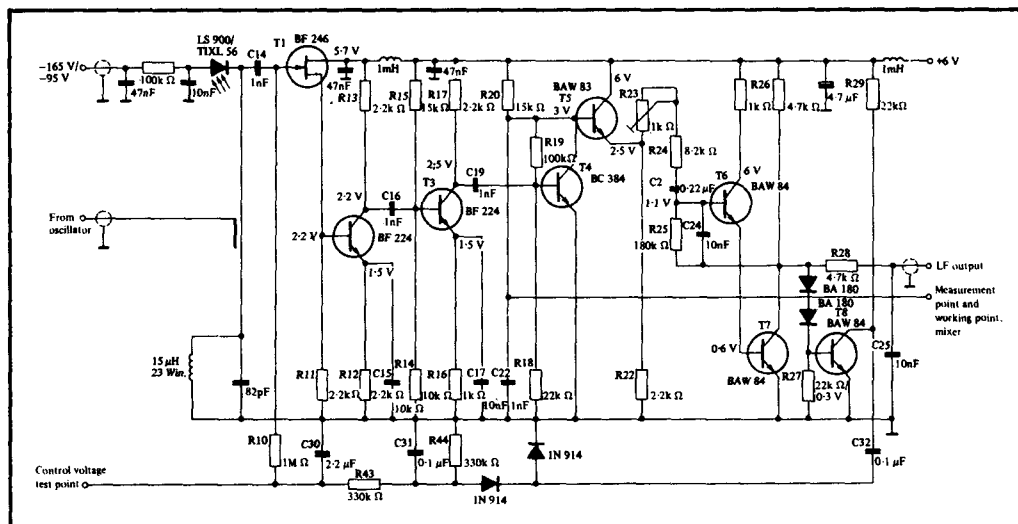 LS 900/
TIXL 56
C14
1nF
T1
BF 246
5·7 V
-165 V/
-95 V
100k Ω
47nF
10nF
47nF
1mH
47nF
R13
2·2k Ω
R15
15k Ω
R17
2·2k Ω
R20
15k Ω
3 V
BAW 83
T5
6 V
R23
1k Ω
2·5 V
R24
8·2k Ω
R26
1k Ω
4·7k Ω
4·7 μF
R29
22kΩ
1mH
+6 V
R19
100kΩ
T4
BC 384
C2
0·22 μF
1·1 V
T6
6 V
BAW 84
R25
180k Ω
C24
10nF
2;5 V
C19
1nF
T3
BF 224
2·2 V
C16
1nF
2·2 V
BF 224
1·5 V
1·5 V
From
oscillator
R28
4·7k Ω
LF output
BA 180
BA 180
Measurement
point and
working point,
mixer
T8
BAW 84
T7
0·6 V
BAW 84
C25
10nF
R27
22k Ω
0·3 V
15 μH
23 Win.
82pF
R11
2·2k Ω
R12
2·2k Ω
C15
10k Ω
R14
10k Ω
R16
1k Ω
C17
10nF
C22
1nF
R18
22k Ω
R22
2·2k Ω
R10
1M Ω
C30
2·2 μF
C31
0·1 μF
R44
330k Ω
1N 914
C32
0·1 μF
Control voltage
test point
R43
330k Ω
1N 914